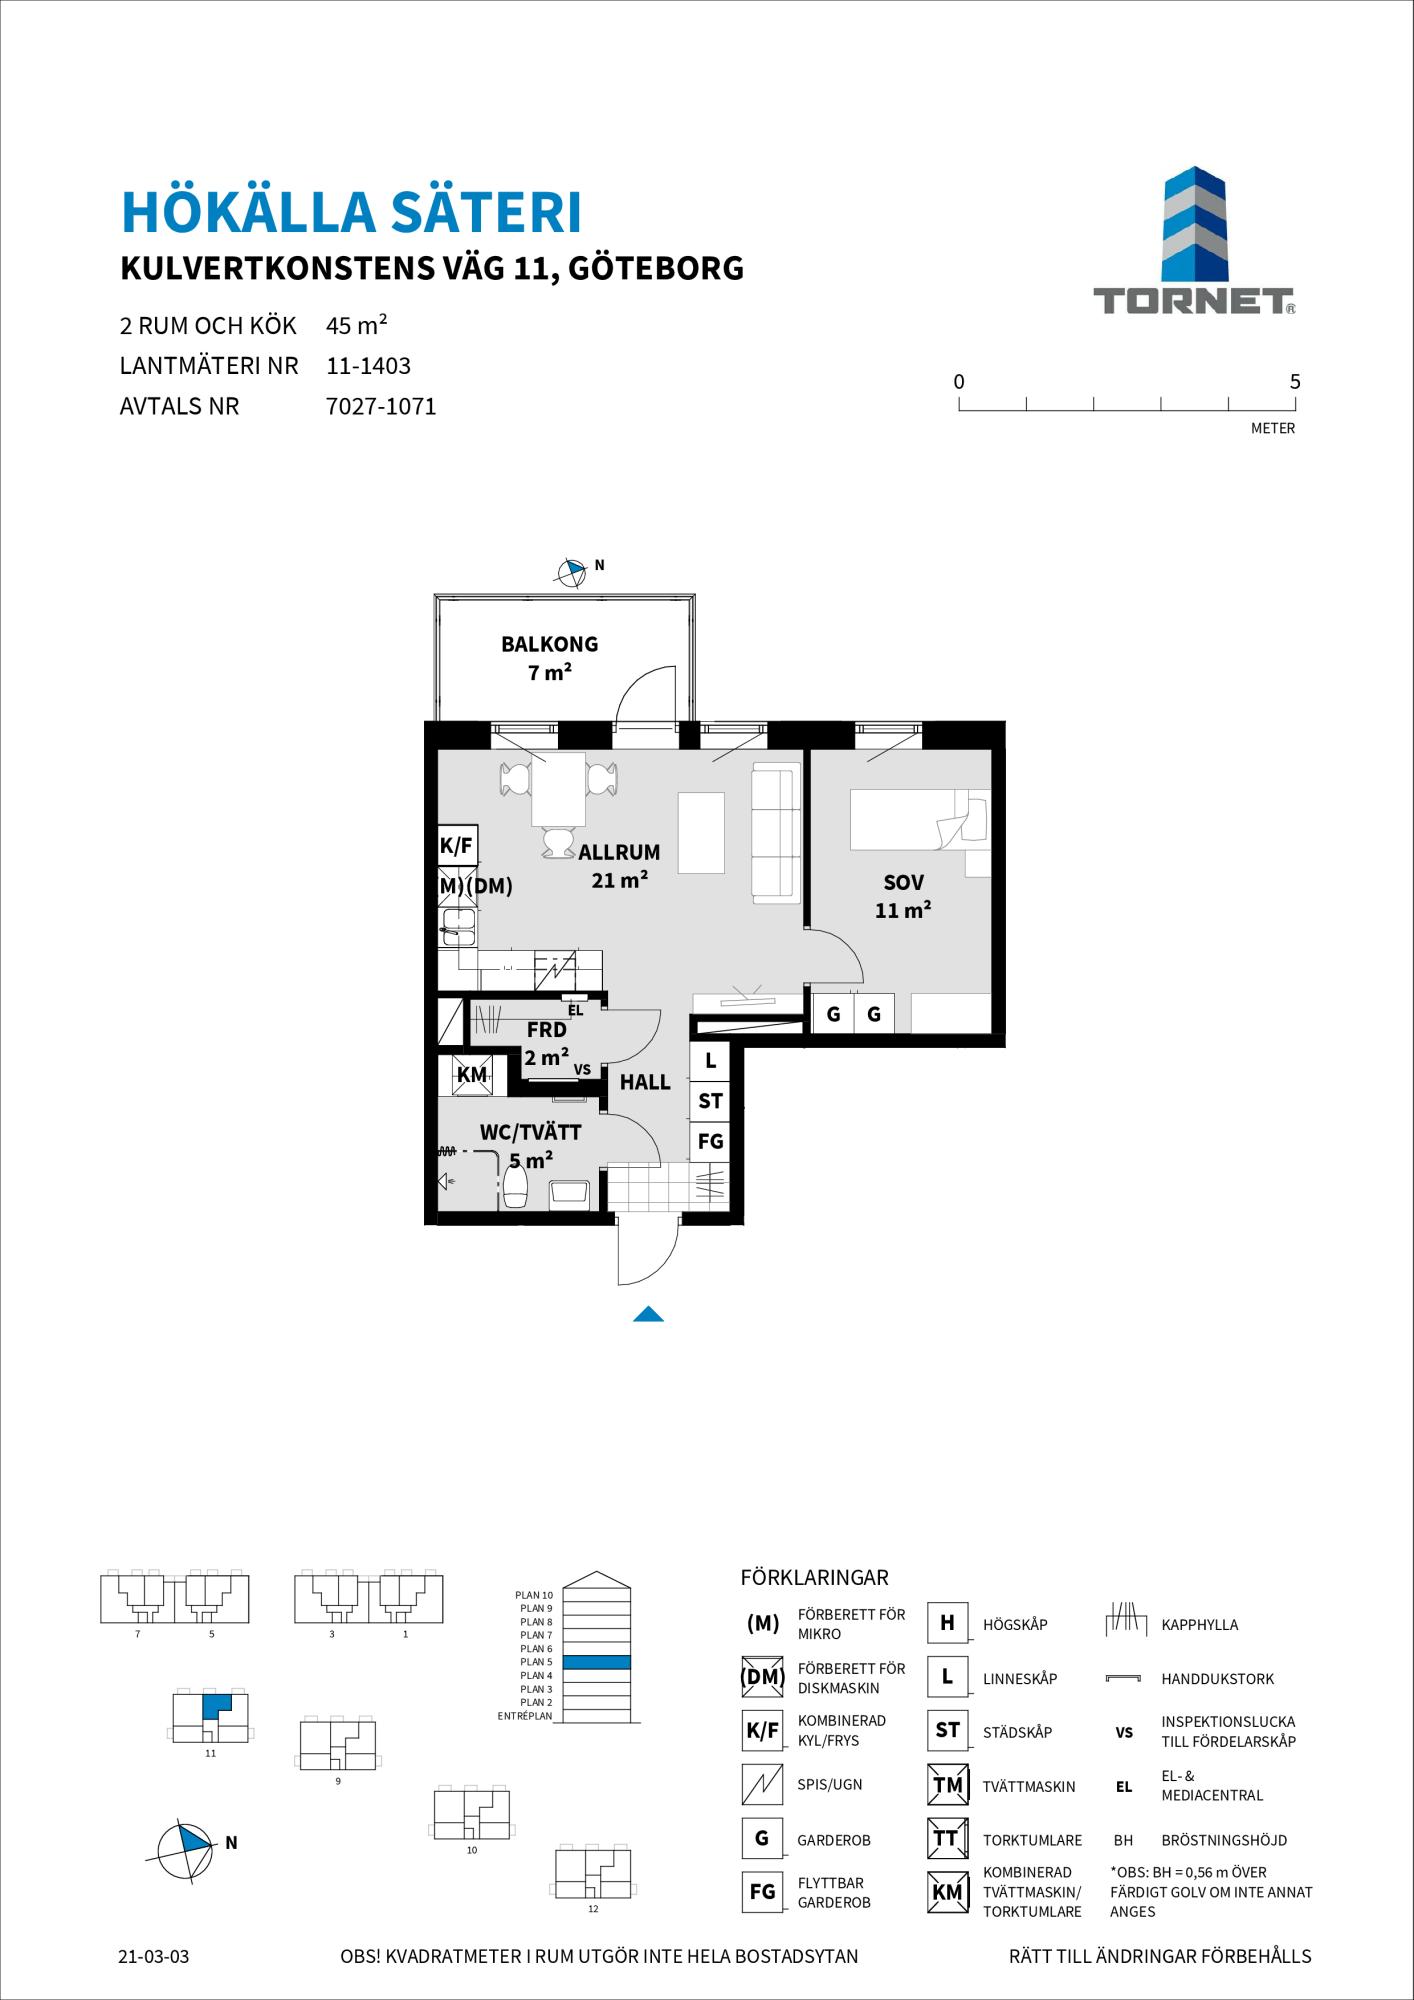 HÖKÄLLA SÄTERI
KULVERTKONSTENS VÄG 11, GÖTEBORG
2 RUM OCH KÖK 45 m²
LANTMÄTERI NR 11-1403
AVTALS NR 7027-1071
TORNET®
0 5
METER
N
BALKONG
7 m²
K/F
M)(DM)
ALLRUM
21 m²
SOV
11 m²
G G
EL
FRD
2 m²
VS
KM
HALL
L
ST
FG
WC/TVÄTT
5 m²
7 5 3 1
11
9
10
12
N
PLAN 10
PLAN 9
PLAN 8
PLAN 7
PLAN 6
PLAN 5
PLAN 4
PLAN 3
PLAN 2
ENTRÉPLAN
FÖRKLARINGAR
(M) FÖRBERETT FÖR
MIKRO
(DM) FÖRBERETT FÖR
DISKMASKIN
K/F KOMBINERAD
KYL/FRYS
SPIS/UGN
G GARDEROB
FG FLYTTBAR
GARDEROB
H HÖGSKÅP
L LINNESKÅP
ST STÄDSKÅP
TM TVÄTTMASKIN
TT TORKTUMLARE
KM KOMBINERAD
TVÄTTMASKIN/
TORKTUMLARE
KAPPHYLLA
HANDDUKSTORK
VS INSPEKTIONSLUCKA
TILL FÖRDELARSKÅP
EL EL- &
MEDIACENTRAL
BH BRÖSTNINGSHÖJD
*OBS: BH = 0,56 m ÖVER
FÄRDIGT GOLV OM INTE ANNAT
ANGES
21-03-03
OBS! KVADRATMETER I RUM UTGÖR INTE HELA BOSTADSYTAN
RÄTT TILL ÄNDRINGAR FÖRBEHÅLLS